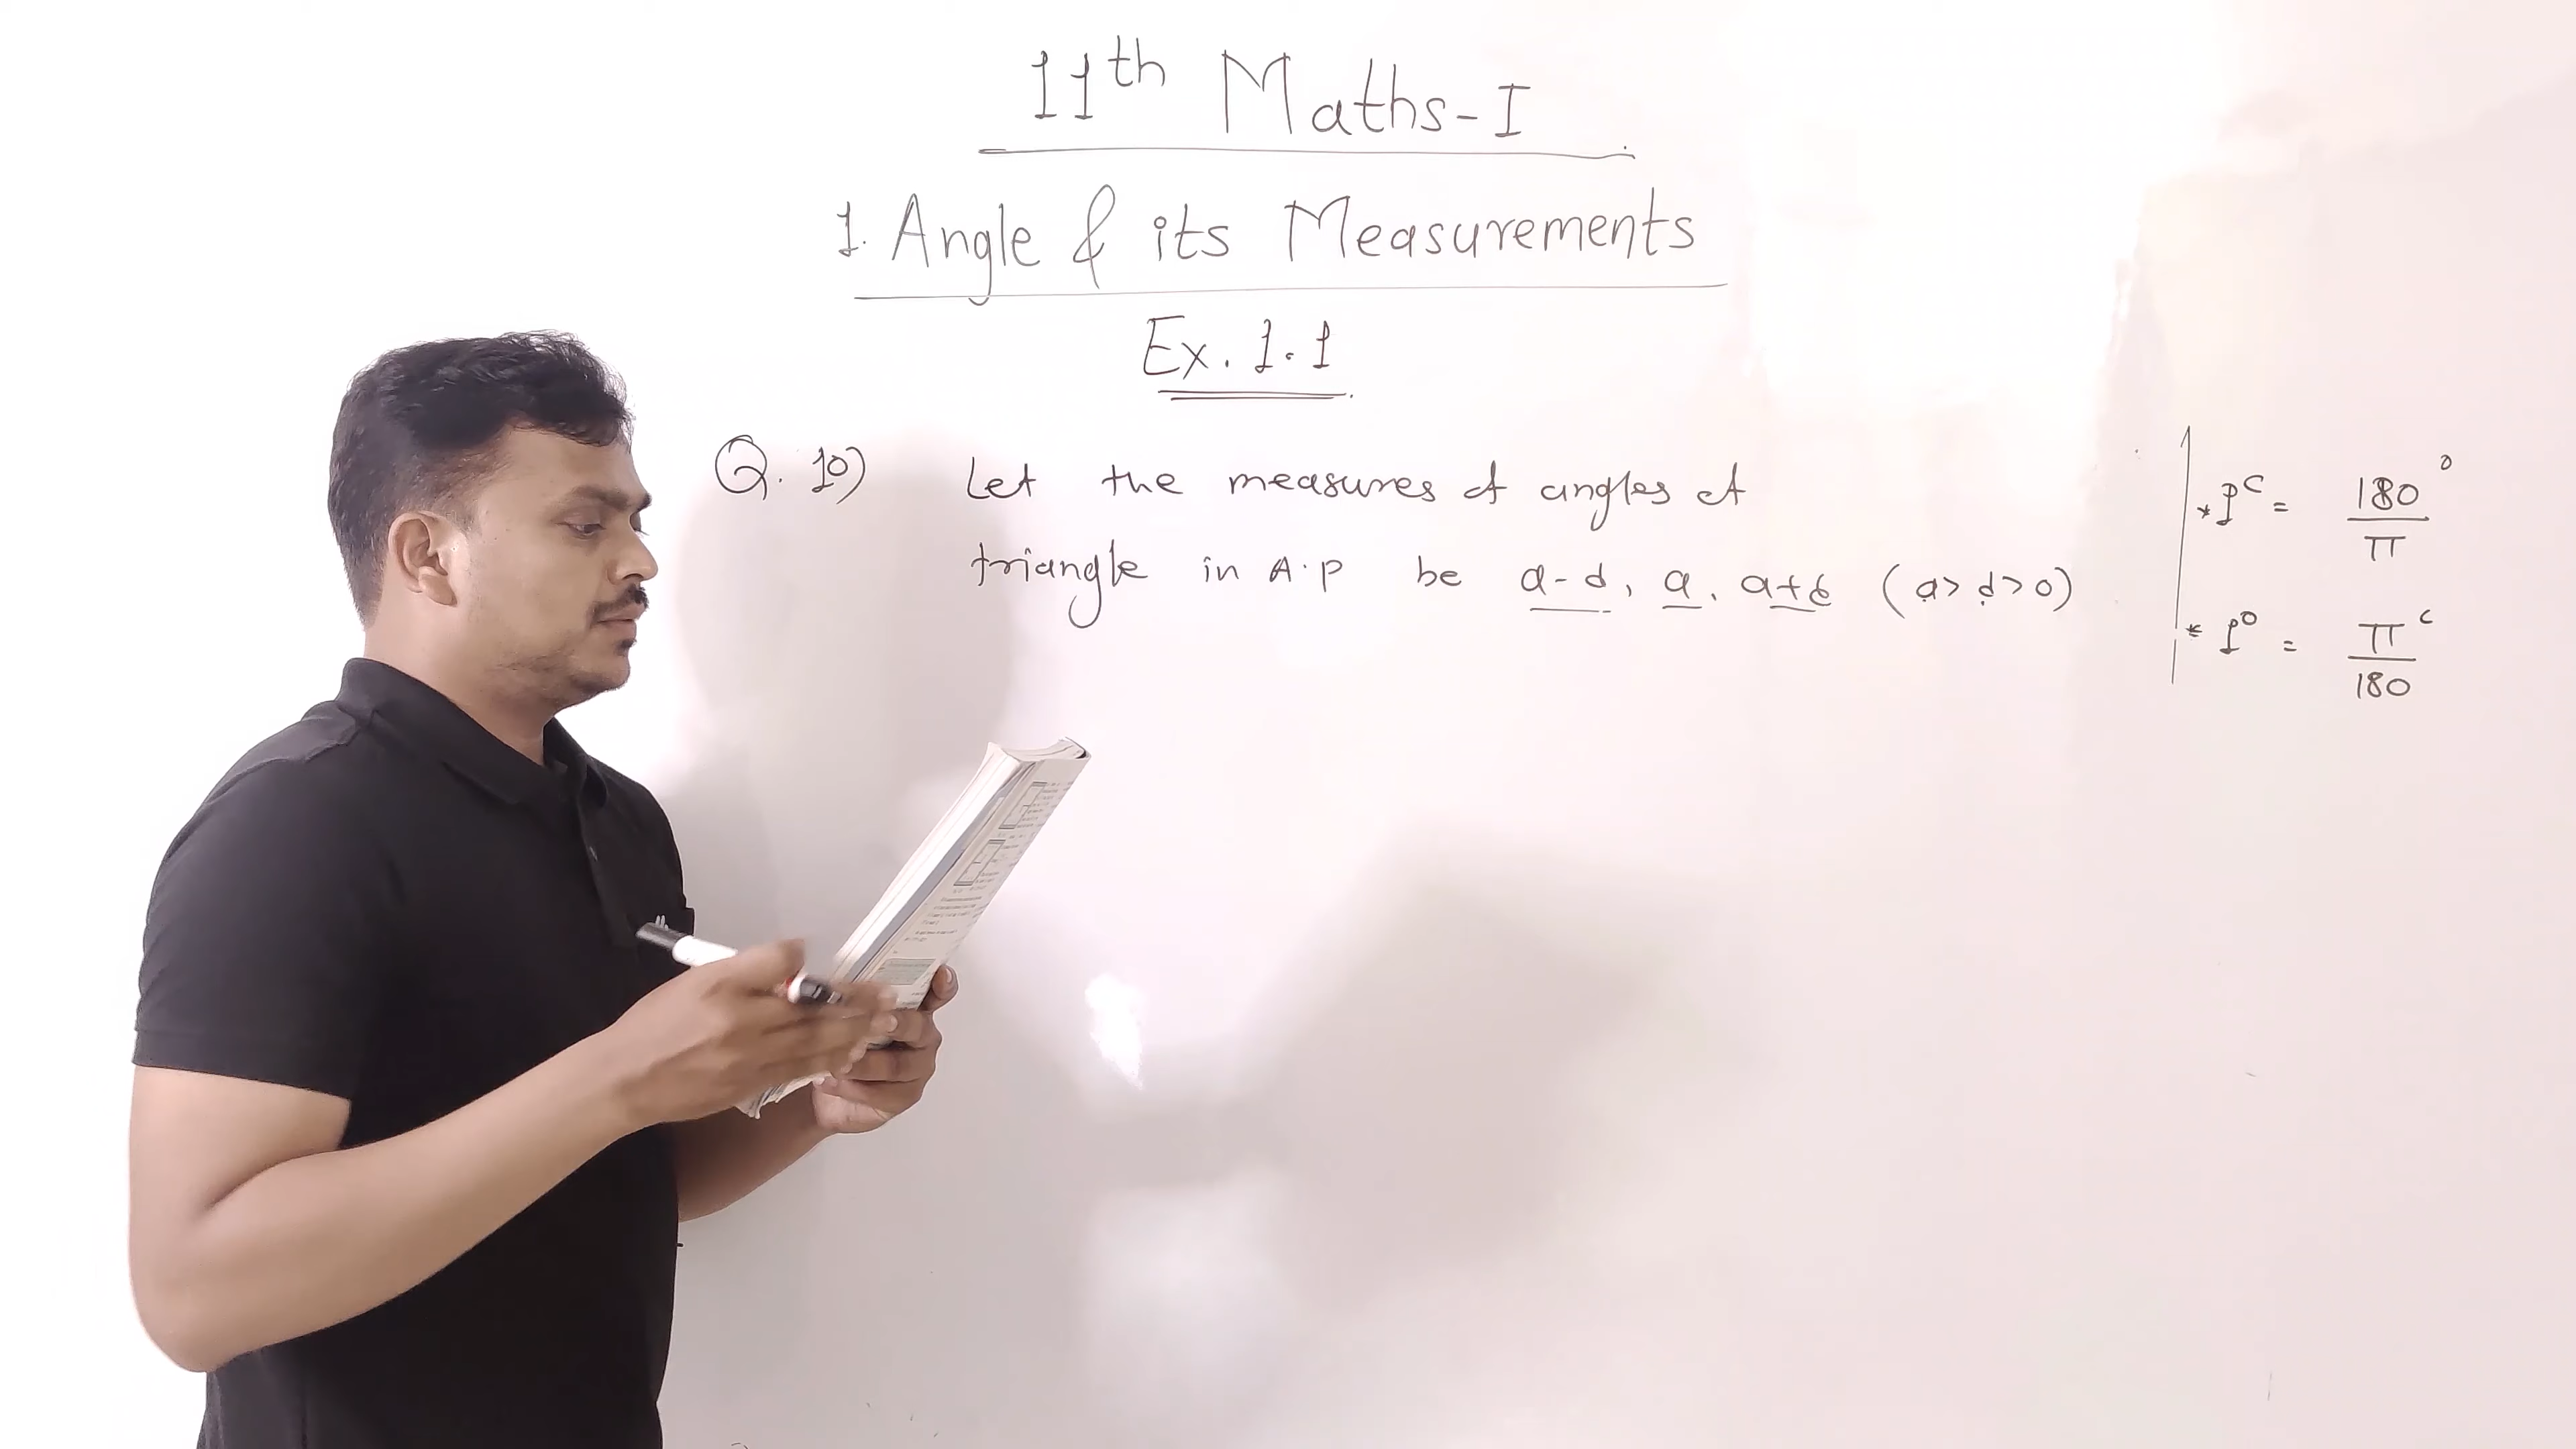 11th Maths-I
1. Angle & its Measurements
Ex. 1.1
Q. 10) Let the measures of angles of
triangle in A.P be a-d, a, a+d (a>d>0)
* 1ᶜ = 180/π °
* 1° = π/180 ᶜ